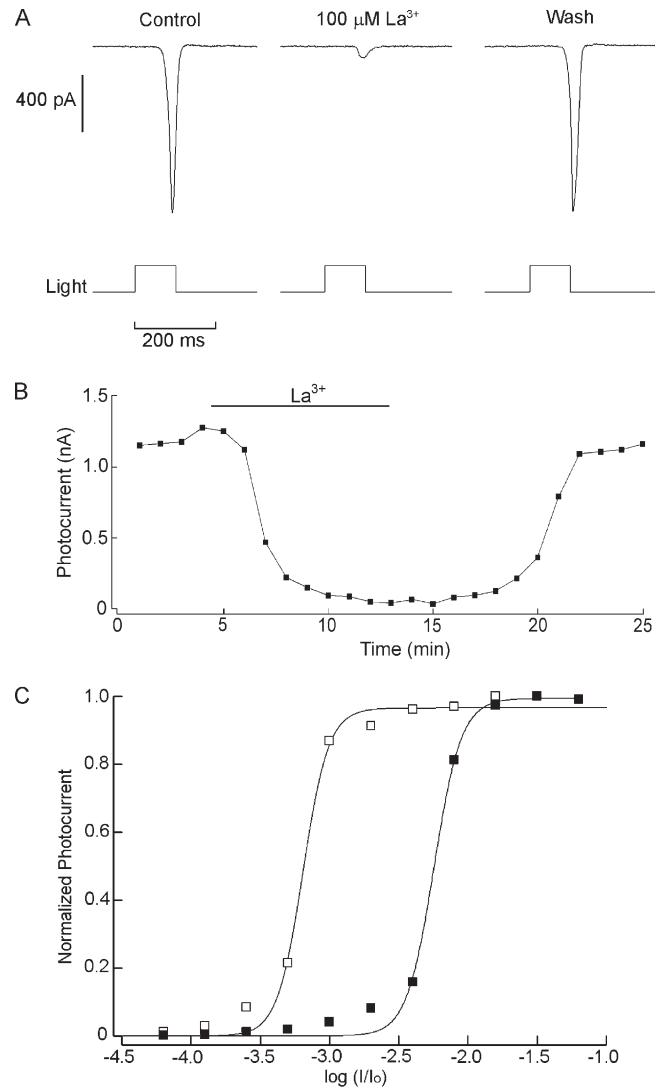 A
Control
100 μM La³⁺
Wash
400 pA
Light
200 ms
B
La³⁺
Photocurrent (nA)
1.5
1.0
0.5
0
0 5 10 15 20 25
Time (min)
C
Normalized Photocurrent
1.0
0.8
0.6
0.4
0.2
0
-4.5 -4.0 -3.5 -3.0 -2.5 -2.0 -1.5 -1.0
log (I/Iₒ)